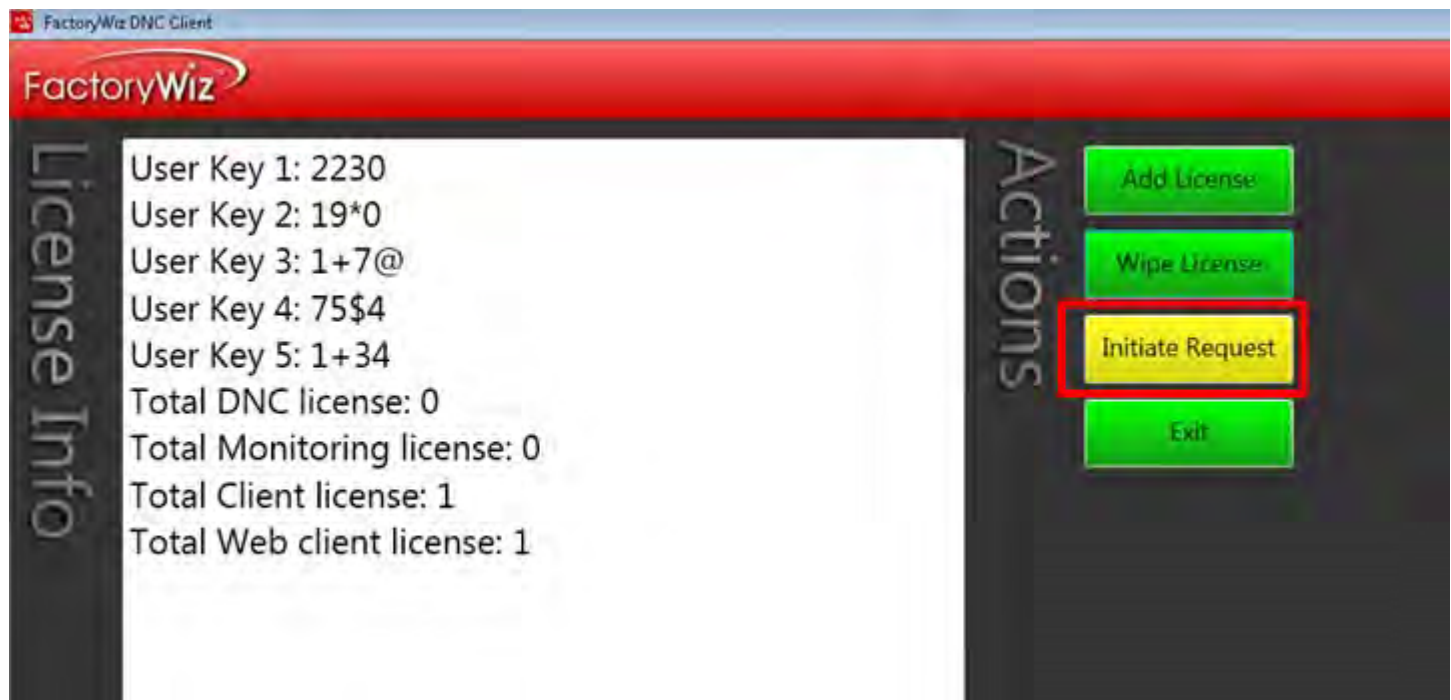 FactoryWiz DNC Client
FactoryWiz
License Info
User Key 1: 2230
User Key 2: 19*0
User Key 3: 1+7@
User Key 4: 75$4
User Key 5: 1+34
Total DNC license: 0
Total Monitoring license: 0
Total Client license: 1
Total Web client license: 1
Actions
Add License
Wipe License
Initiate Request
Exit